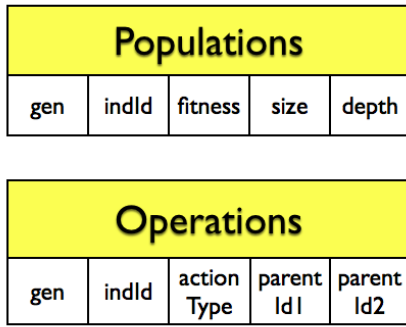 Populations
gen indId fitness size depth
Operations
gen indId action Type parent Id1 parent Id2